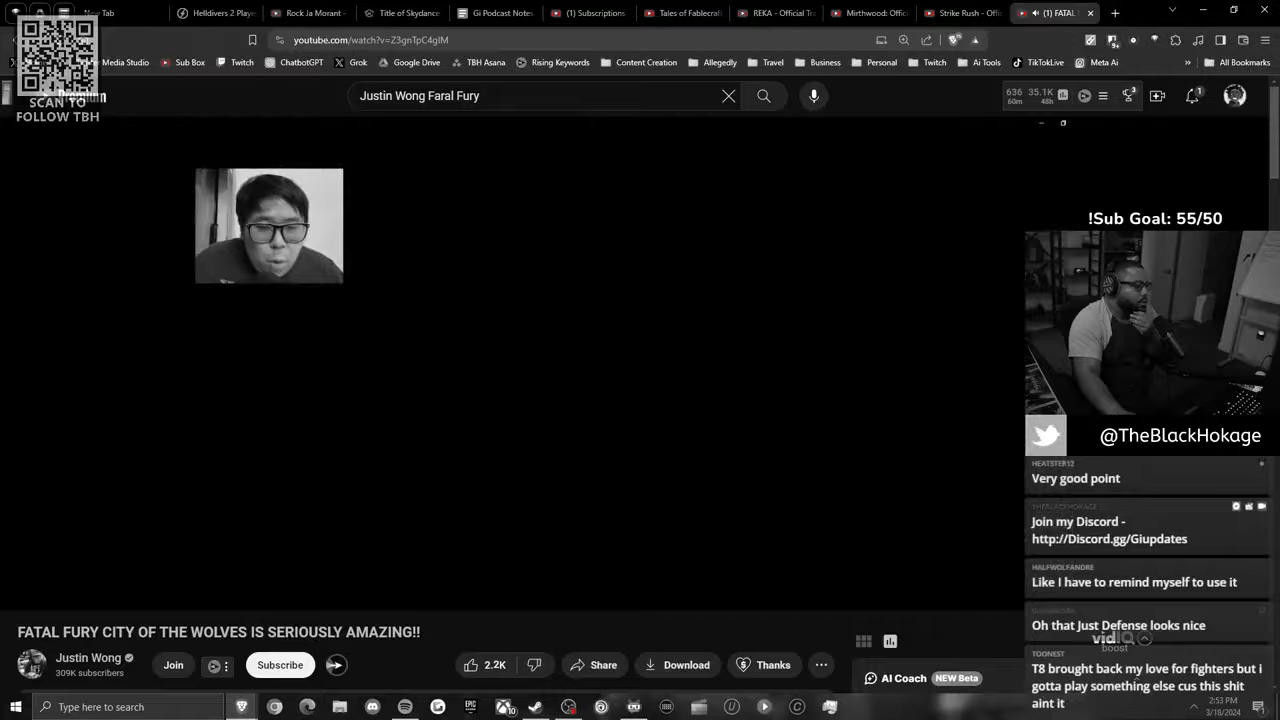 New Tab
Helldivers 2 Playe
Rock Ja Morant -
Title of Skydance
Gi Podcast Notes
(1) Subscriptions
Tales of Fablecraf
REKA - Official Tra
Mirthwood: Offici
Strike Rush - Offi
(1) FATAL
youtube.com/watch?v=Z3gnTpC4gIM
Media Studio
Sub Box
Twitch
ChatbotGPT
Grok
Google Drive
TBH Asana
Rising Keywords
Content Creation
Allegedly
Travel
Business
Personal
Twitch
Ai Tools
TikTokLive
Meta Ai
All Bookmarks
SCAN TO
FOLLOW TBH
Premium
Justin Wong Faral Fury
636
60m
35.1K
48h
3
1
!Sub Goal: 55/50
@TheBlackHokage
HEATSTER12
Very good point
THEBLACKHOKAGE
Join my Discord -
http://Discord.gg/Giupdates
HALFWOLFANDRE
Like I have to remind myself to use it
Oh that Just Defense looks nice
vidIQ
boost
TOONEST
T8 brought back my love for fighters but i
gotta play something else cus this shit
aint it
FATAL FURY CITY OF THE WOLVES IS SERIOUSLY AMAZING!!
Justin Wong
309K subscribers
Join
Subscribe
2.2K
Share
Download
Thanks
AI Coach
NEW Beta
Type here to search
2:53 PM
3/18/2024